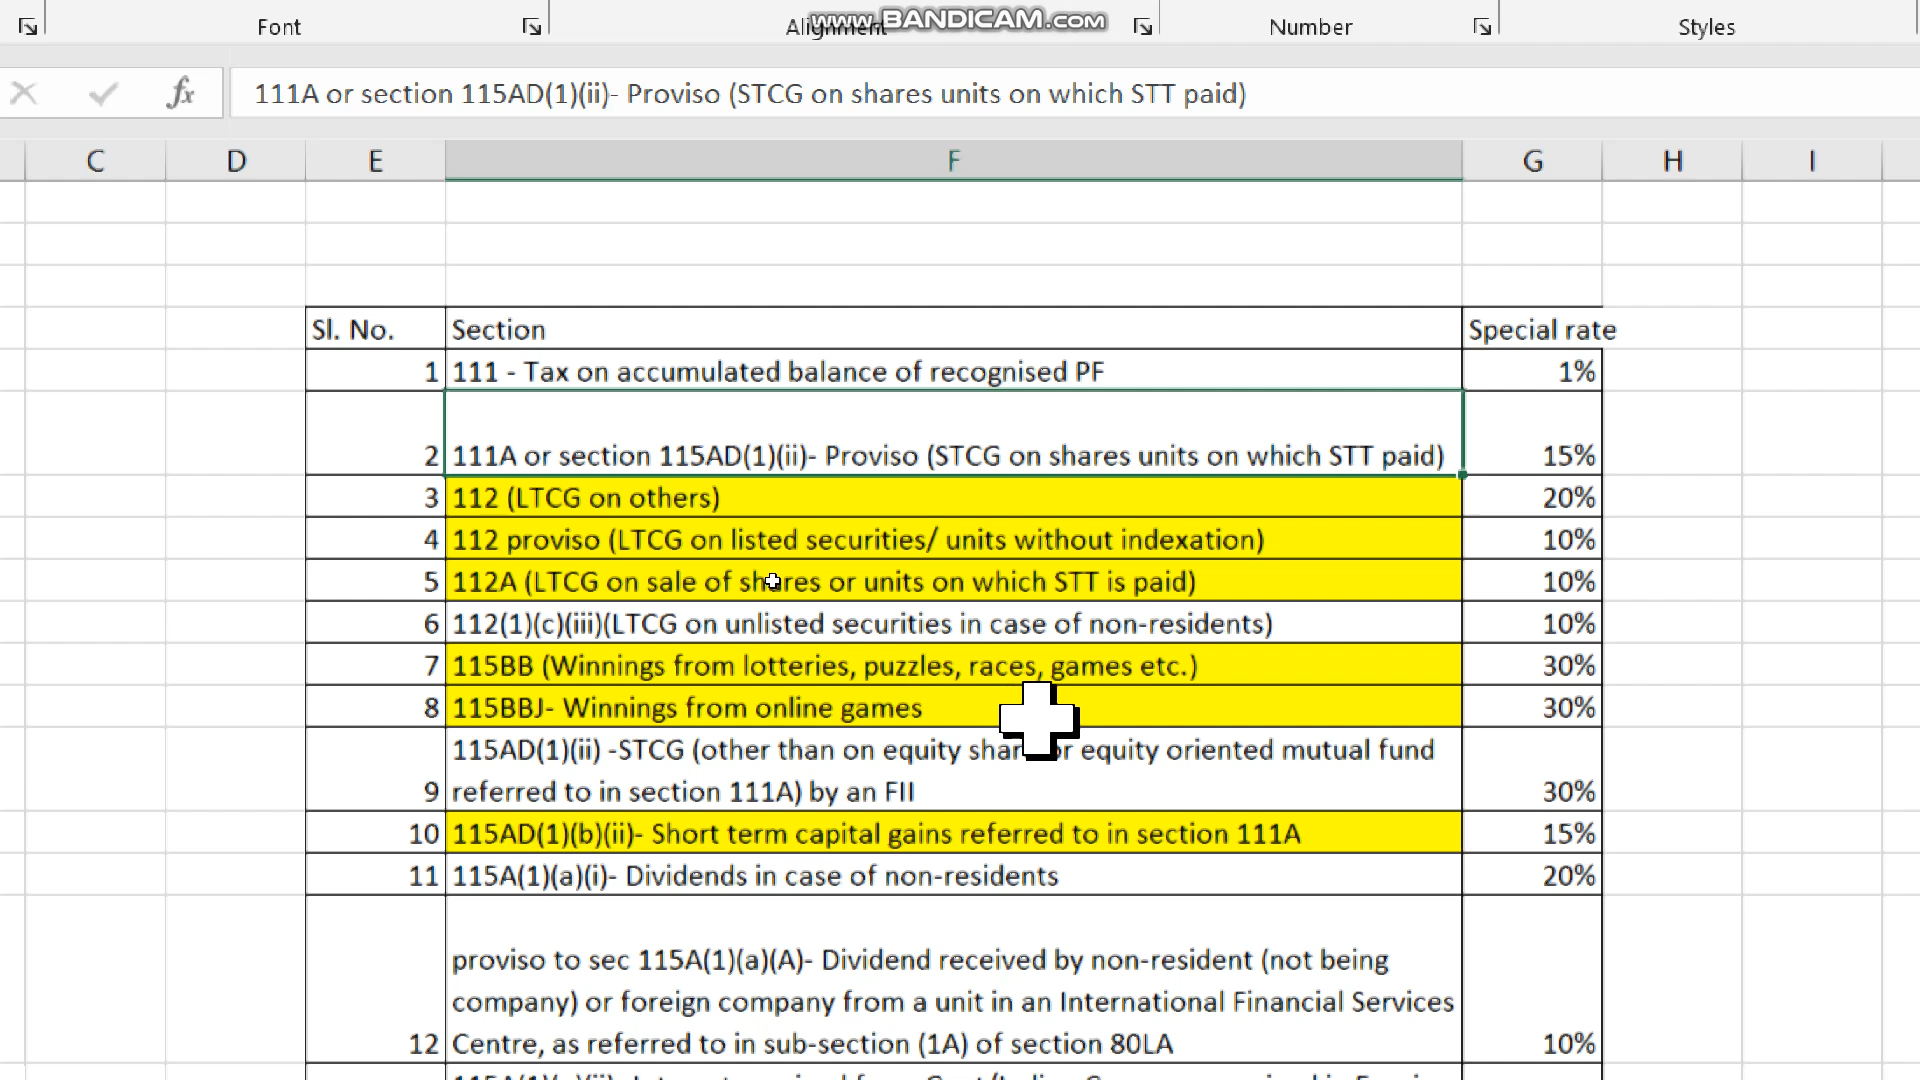 www.BANDICAM.com
Font
Alignment
Number
Styles
fx
111A or section 115AD(1)(ii)- Proviso (STCG on shares units on which STT paid)
C D E F G H I
Sl. No. Section Special rate
1 111 - Tax on accumulated balance of recognised PF 1%
2 111A or section 115AD(1)(ii)- Proviso (STCG on shares units on which STT paid) 15%
3 112 (LTCG on others) 20%
4 112 proviso (LTCG on listed securities/ units without indexation) 10%
5 112A (LTCG on sale of shares or units on which STT is paid) 10%
6 112(1)(c)(iii)(LTCG on unlisted securities in case of non-residents) 10%
7 115BB (Winnings from lotteries, puzzles, races, games etc.) 30%
8 115BBJ- Winnings from online games 30%
115AD(1)(ii) -STCG (other than on equity share or equity oriented mutual fund
9 referred to in section 111A) by an FII 30%
10 115AD(1)(b)(ii)- Short term capital gains referred to in section 111A 15%
11 115A(1)(a)(i)- Dividends in case of non-residents 20%
proviso to sec 115A(1)(a)(A)- Dividend received by non-resident (not being
company) or foreign company from a unit in an International Financial Services
12 Centre, as referred to in sub-section (1A) of section 80LA 10%